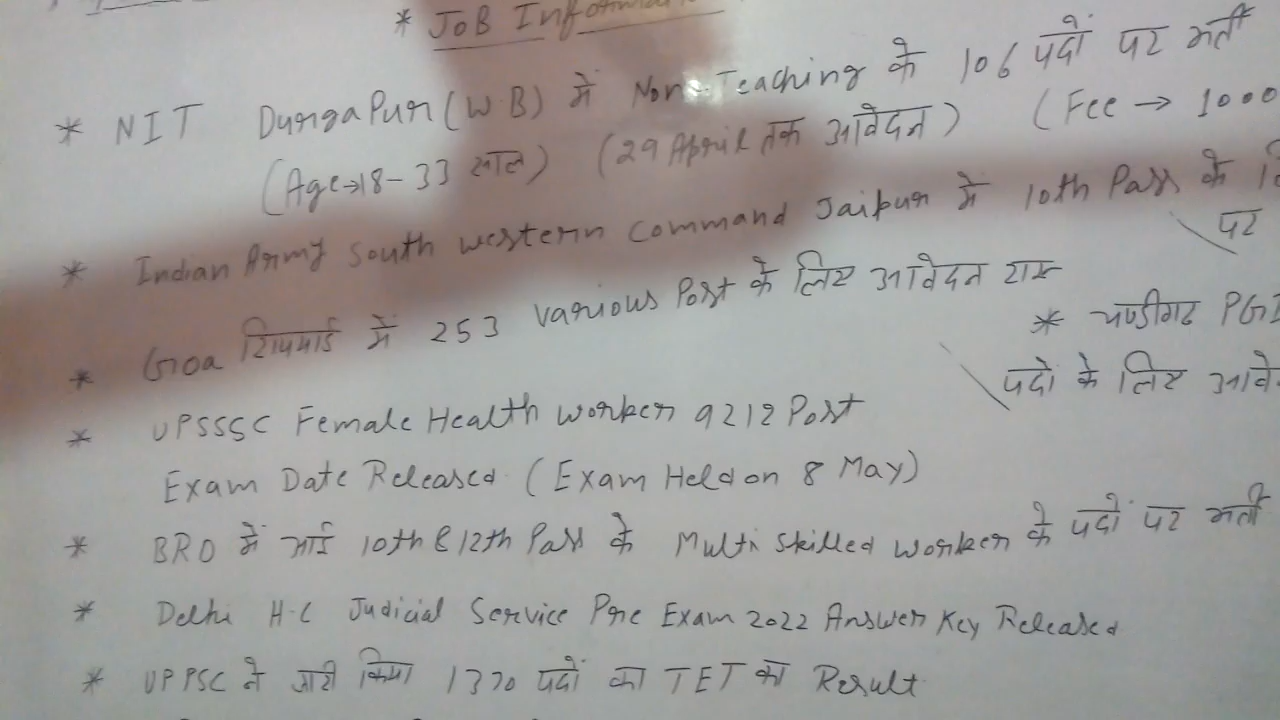 * JOB Information
* NIT Durgapur (W.B) में Non-Teaching के 106 पदों पर भर्ती
(Age→18-33 साल) (29 April तक आवेदन) (Fee → 1000
* Indian Army South Western Command Jaipur में 10th Pass के
पर
* Goa शिपयार्ड में 253 Various Post के लिए आवेदन शुरू
* चण्डीगढ PGI
पदो के लिए आवे
* UPSSSC Female Health Worker 9212 Post
Exam Date Released (Exam Held on 8 May)
* BRO में आई 10th & 12th Pass के Multi Skilled Worker के पदों पर भर्ती
* Delhi H.C Judicial Service Pre Exam 2022 Answer Key Released
* UPPSC ने जारी किया 1370 पदों का TET का Result